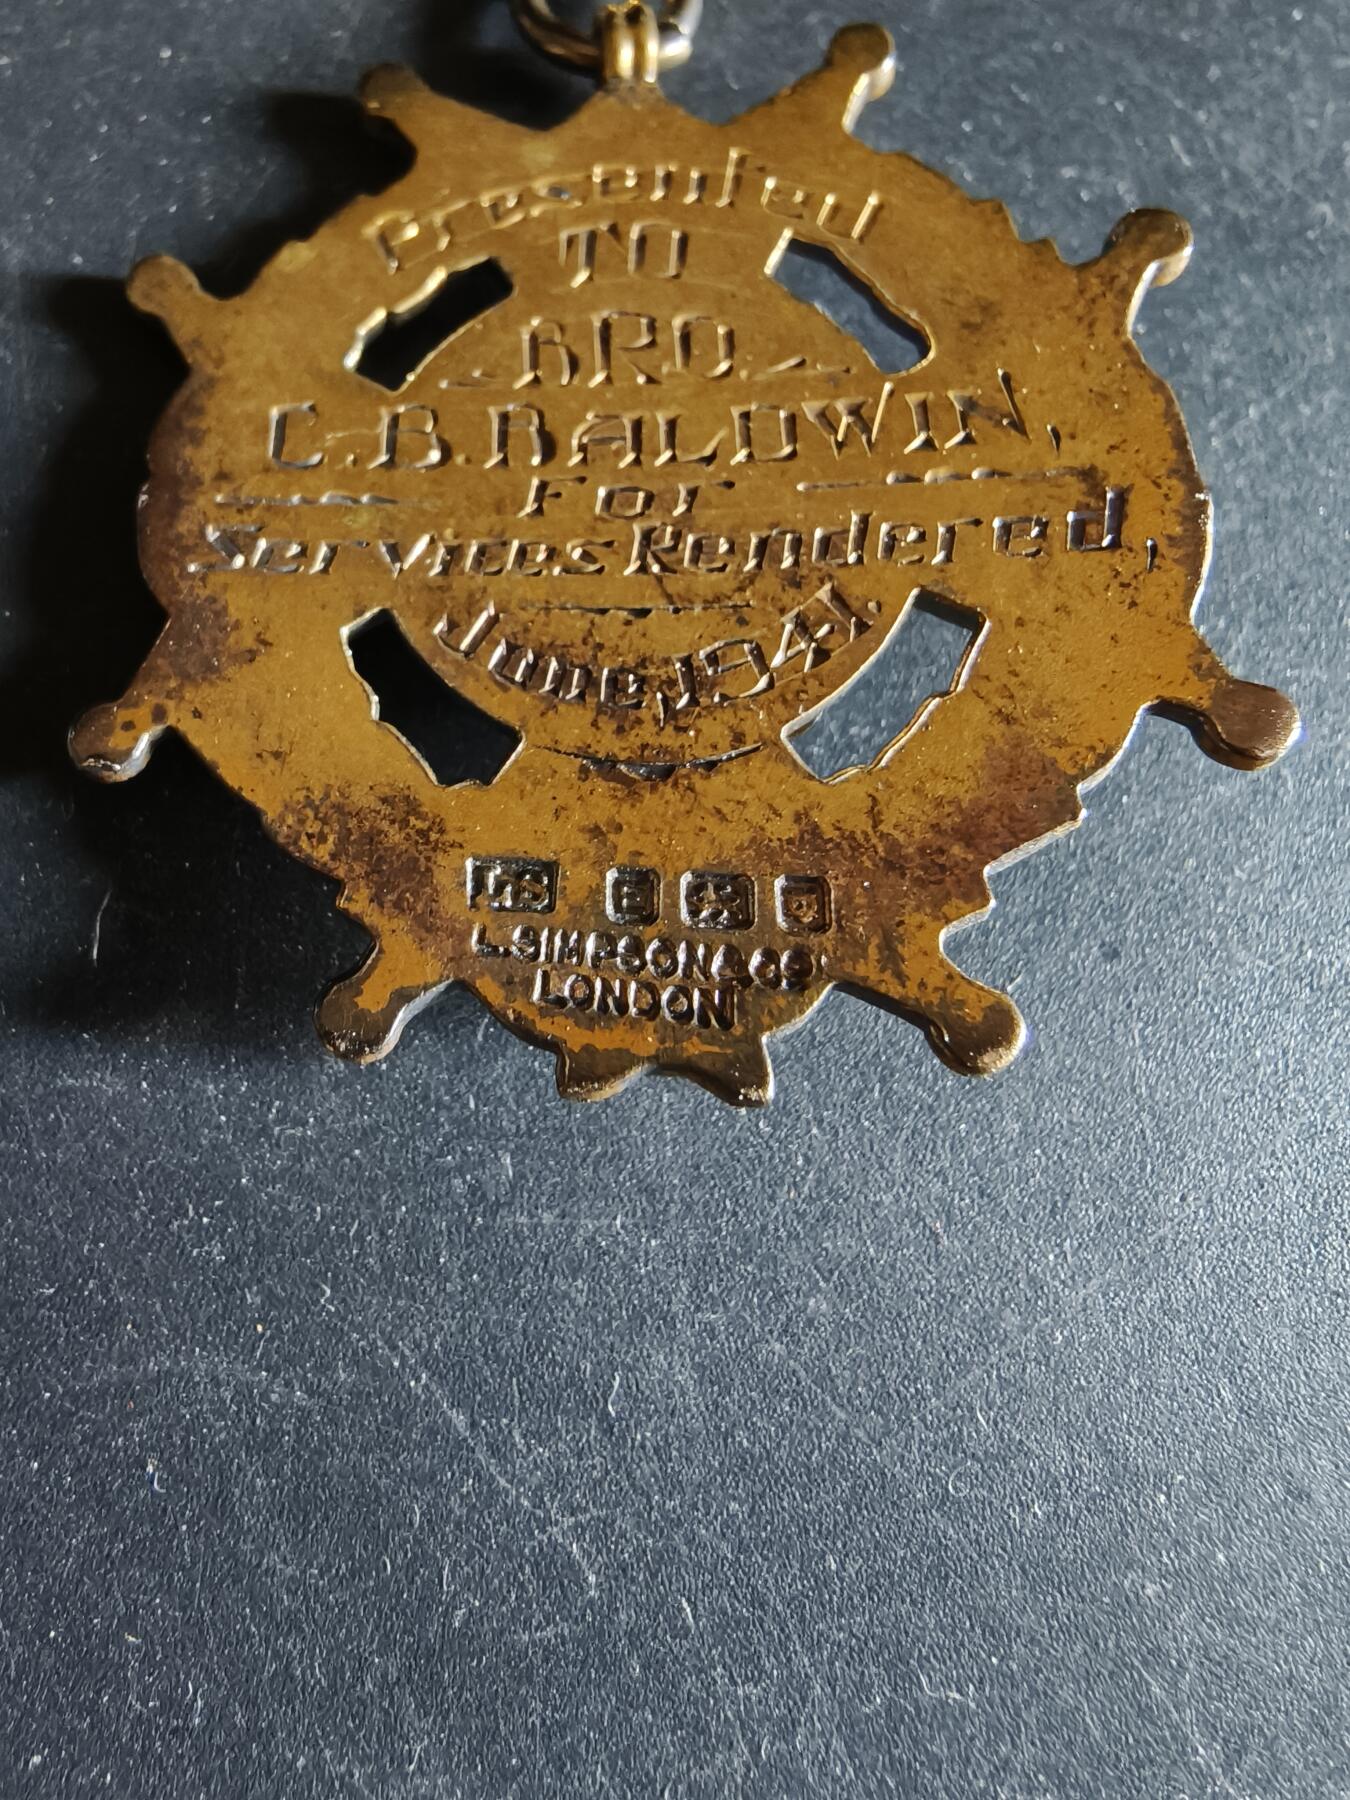 Presented
TO
BRO.
C.B. BALDWIN,
For
Services Rendered,
June, 1941.
L. SIMPSON & CO
LONDON